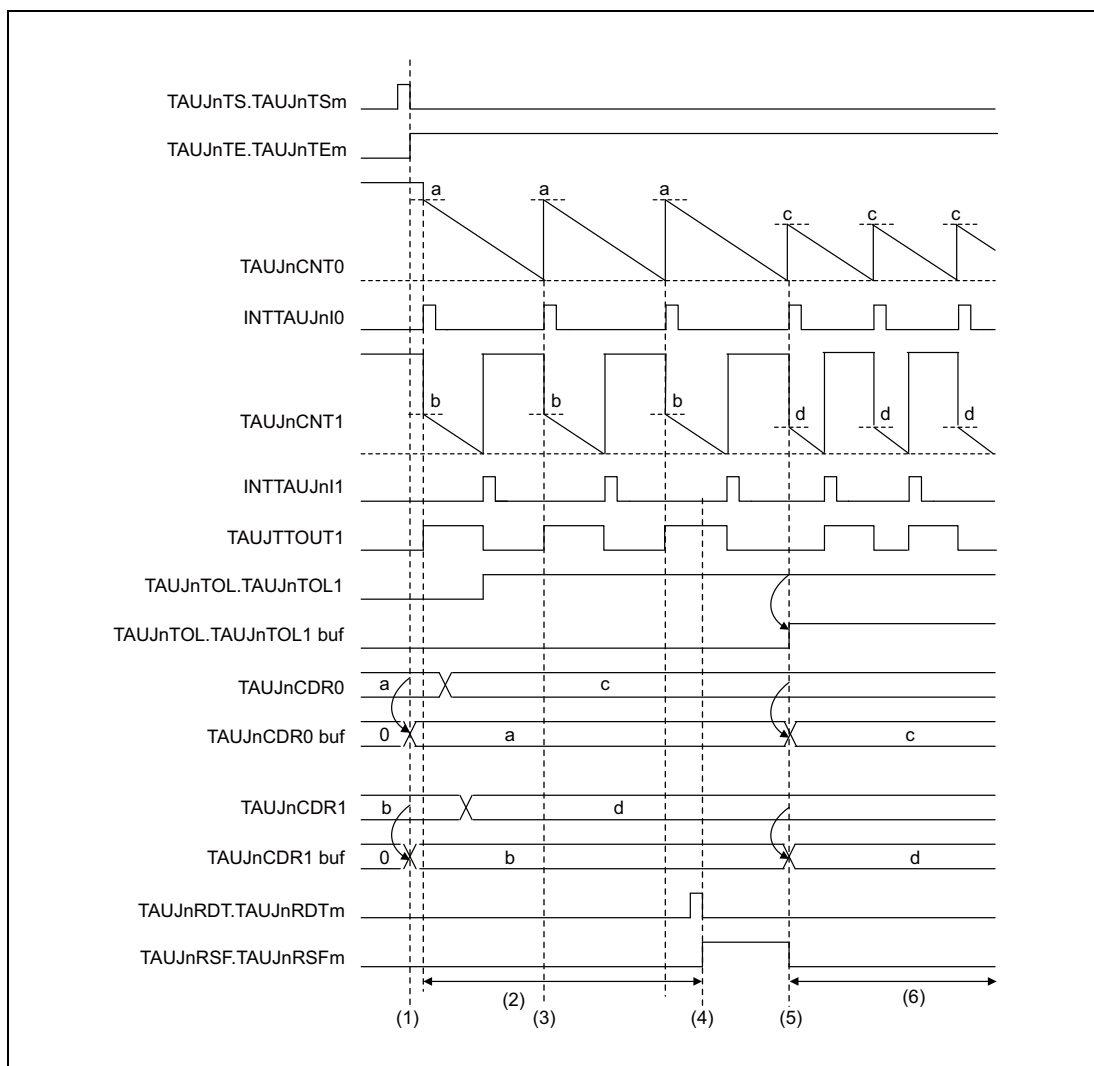 TAUJnTS.TAUJnTSm
TAUJnTE.TAUJnTEm
a a a
c c c
TAUJnCNT0
INTTAUJnI0
b b b
d d d
TAUJnCNT1
INTTAUJnI1
TAUJTTOUT1
TAUJnTOL.TAUJnTOL1
TAUJnTOL.TAUJnTOL1 buf
TAUJnCDR0 a c
TAUJnCDR0 buf 0 a c
TAUJnCDR1 b d
TAUJnCDR1 buf 0 b d
TAUJnRDT.TAUJnRDTm
TAUJnRSF.TAUJnRSFm
(2) (6)
(1) (3) (4) (5)